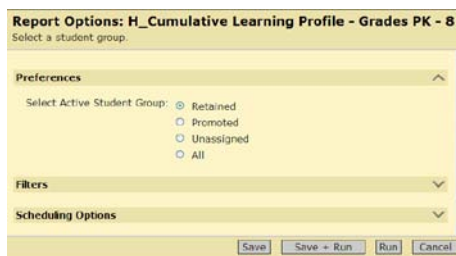 Report Options: H_Cumulative Learning Profile - Grades PK - 8
Select a student group.
Preferences
Select Active Student Group: Retained
Promoted
Unassigned
All
Filters
Scheduling Options
Save Save + Run Run Cancel